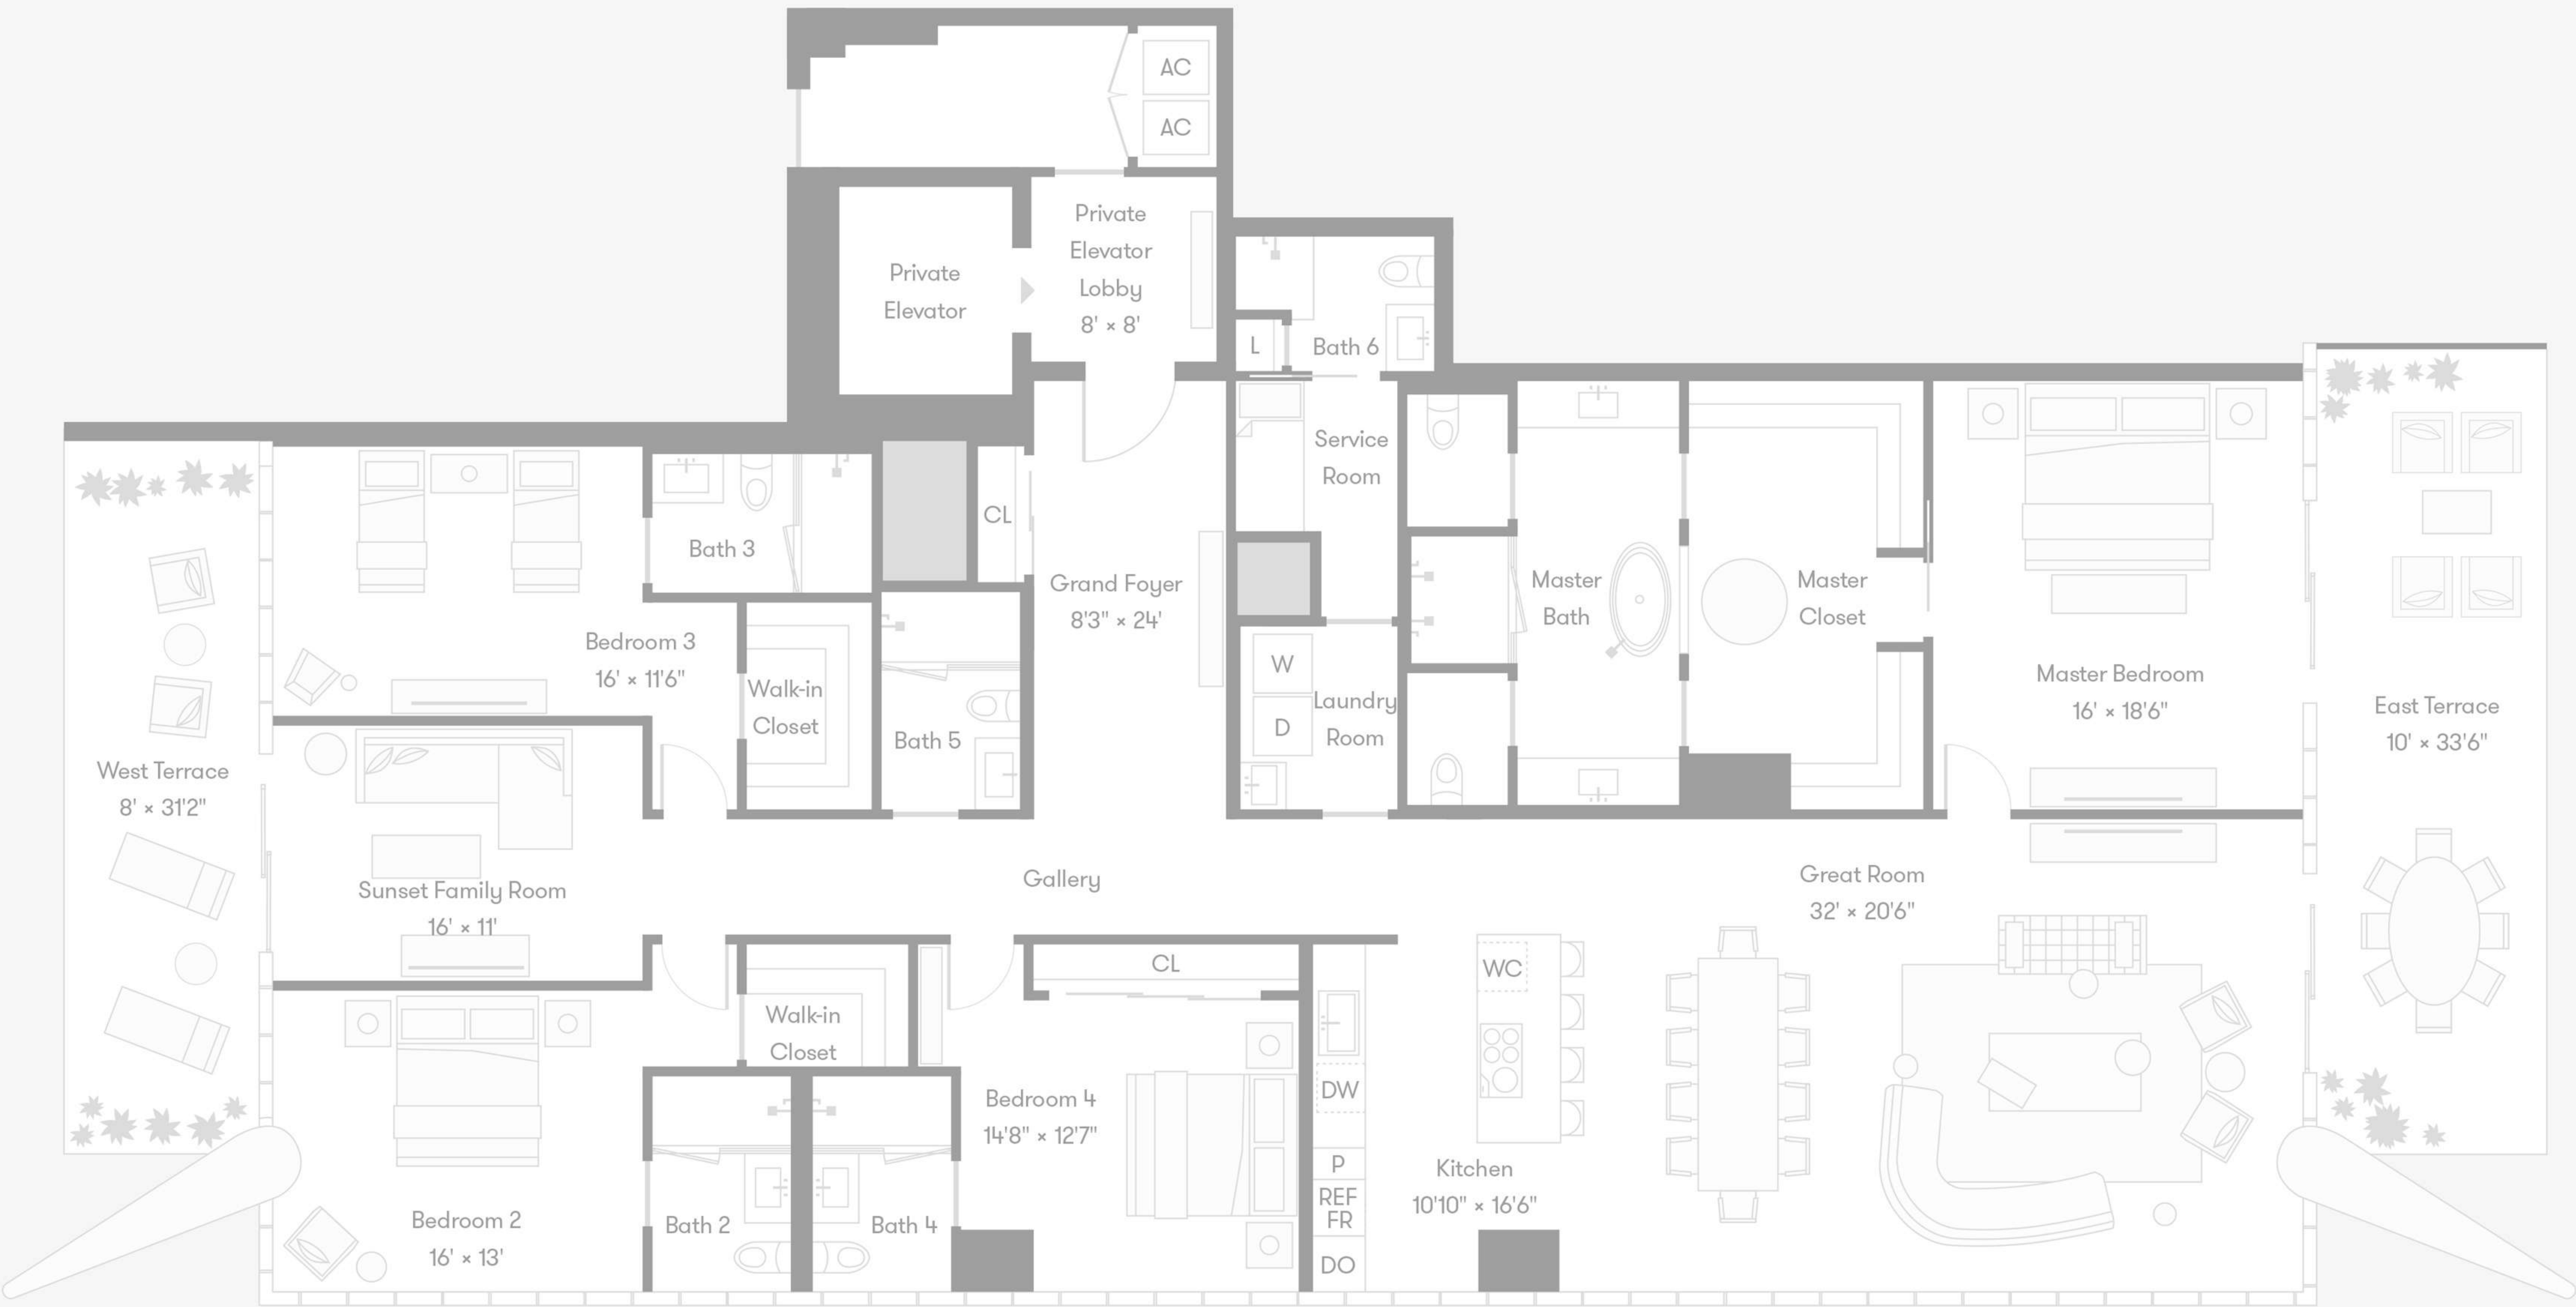 AC
AC
Private
Elevator
Lobby
8' × 8'
Private
Elevator
L
Bath 6
Service
Room
CL
Bath 3
Grand Foyer
8'3" × 24'
Master
Bath
Master
Closet
Bedroom 3
16' × 11'6"
Walk-in
Closet
Bath 5
W
D
Laundry
Room
Master Bedroom
16' × 18'6"
East Terrace
10' × 33'6"
West Terrace
8' × 31'2"
Sunset Family Room
16' × 11'
Gallery
Great Room
32' × 20'6"
CL
WC
Walk-in
Closet
Bedroom 4
14'8" × 12'7"
DW
P
REF
FR
DO
Kitchen
10'10" × 16'6"
Bedroom 2
16' × 13'
Bath 2
Bath 4